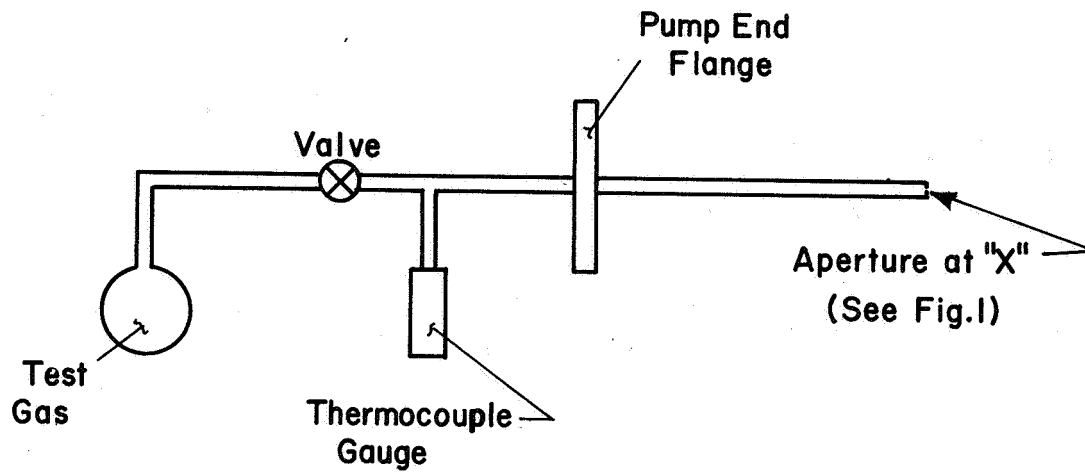 Pump End
Flange
Valve
Aperture at "X"
(See Fig.1)
Test
Gas
Thermocouple
Gauge